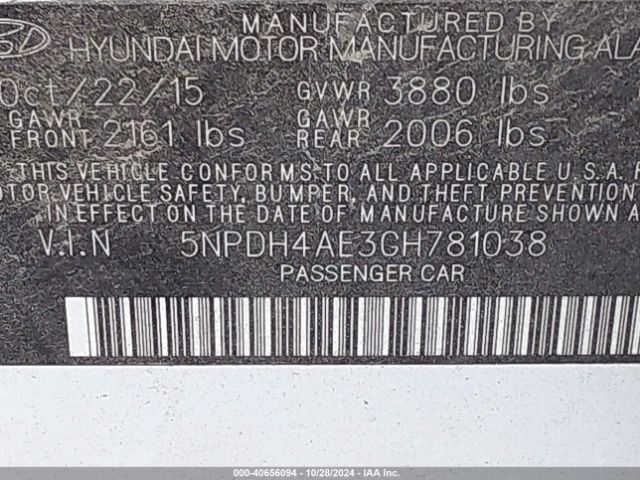 MANUFACTURED BY
HYUNDAI MOTOR MANUFACTURING ALA
Oct/22/15 GVWR 3880 lbs
GAWR FRONT 2161 lbs GAWR REAR 2006 lbs
THIS VEHICLE CONFORMS TO ALL APPLICABLE U.S.A. F
OTOR VEHICLE SAFETY, BUMPER, AND THEFT PREVENTION
IN EFFECT ON THE DATE OF MANUFACTURE SHOWN A
V.I.N 5NPDH4AE3GH781038
PASSENGER CAR
000-40656094 | 10/28/2024 - IAA Inc.